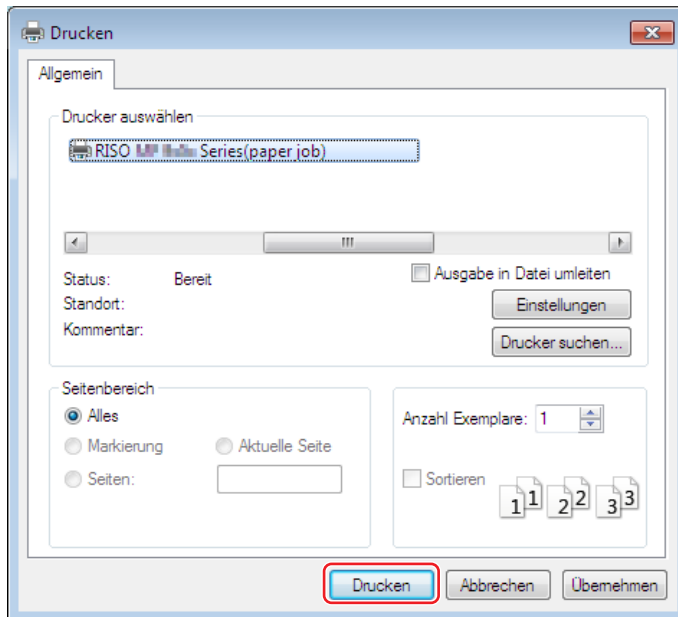 Drucken
Allgemein
Drucker auswählen
RISO Series(paper job)
Status: Bereit
Ausgabe in Datei umleiten
Standort:
Einstellungen
Kommentar:
Drucker suchen...
Seitenbereich
Alles
Markierung Aktuelle Seite
Seiten:
Anzahl Exemplare: 1
Sortieren
1 1 2 2 3 3
Drucken Abbrechen Übernehmen